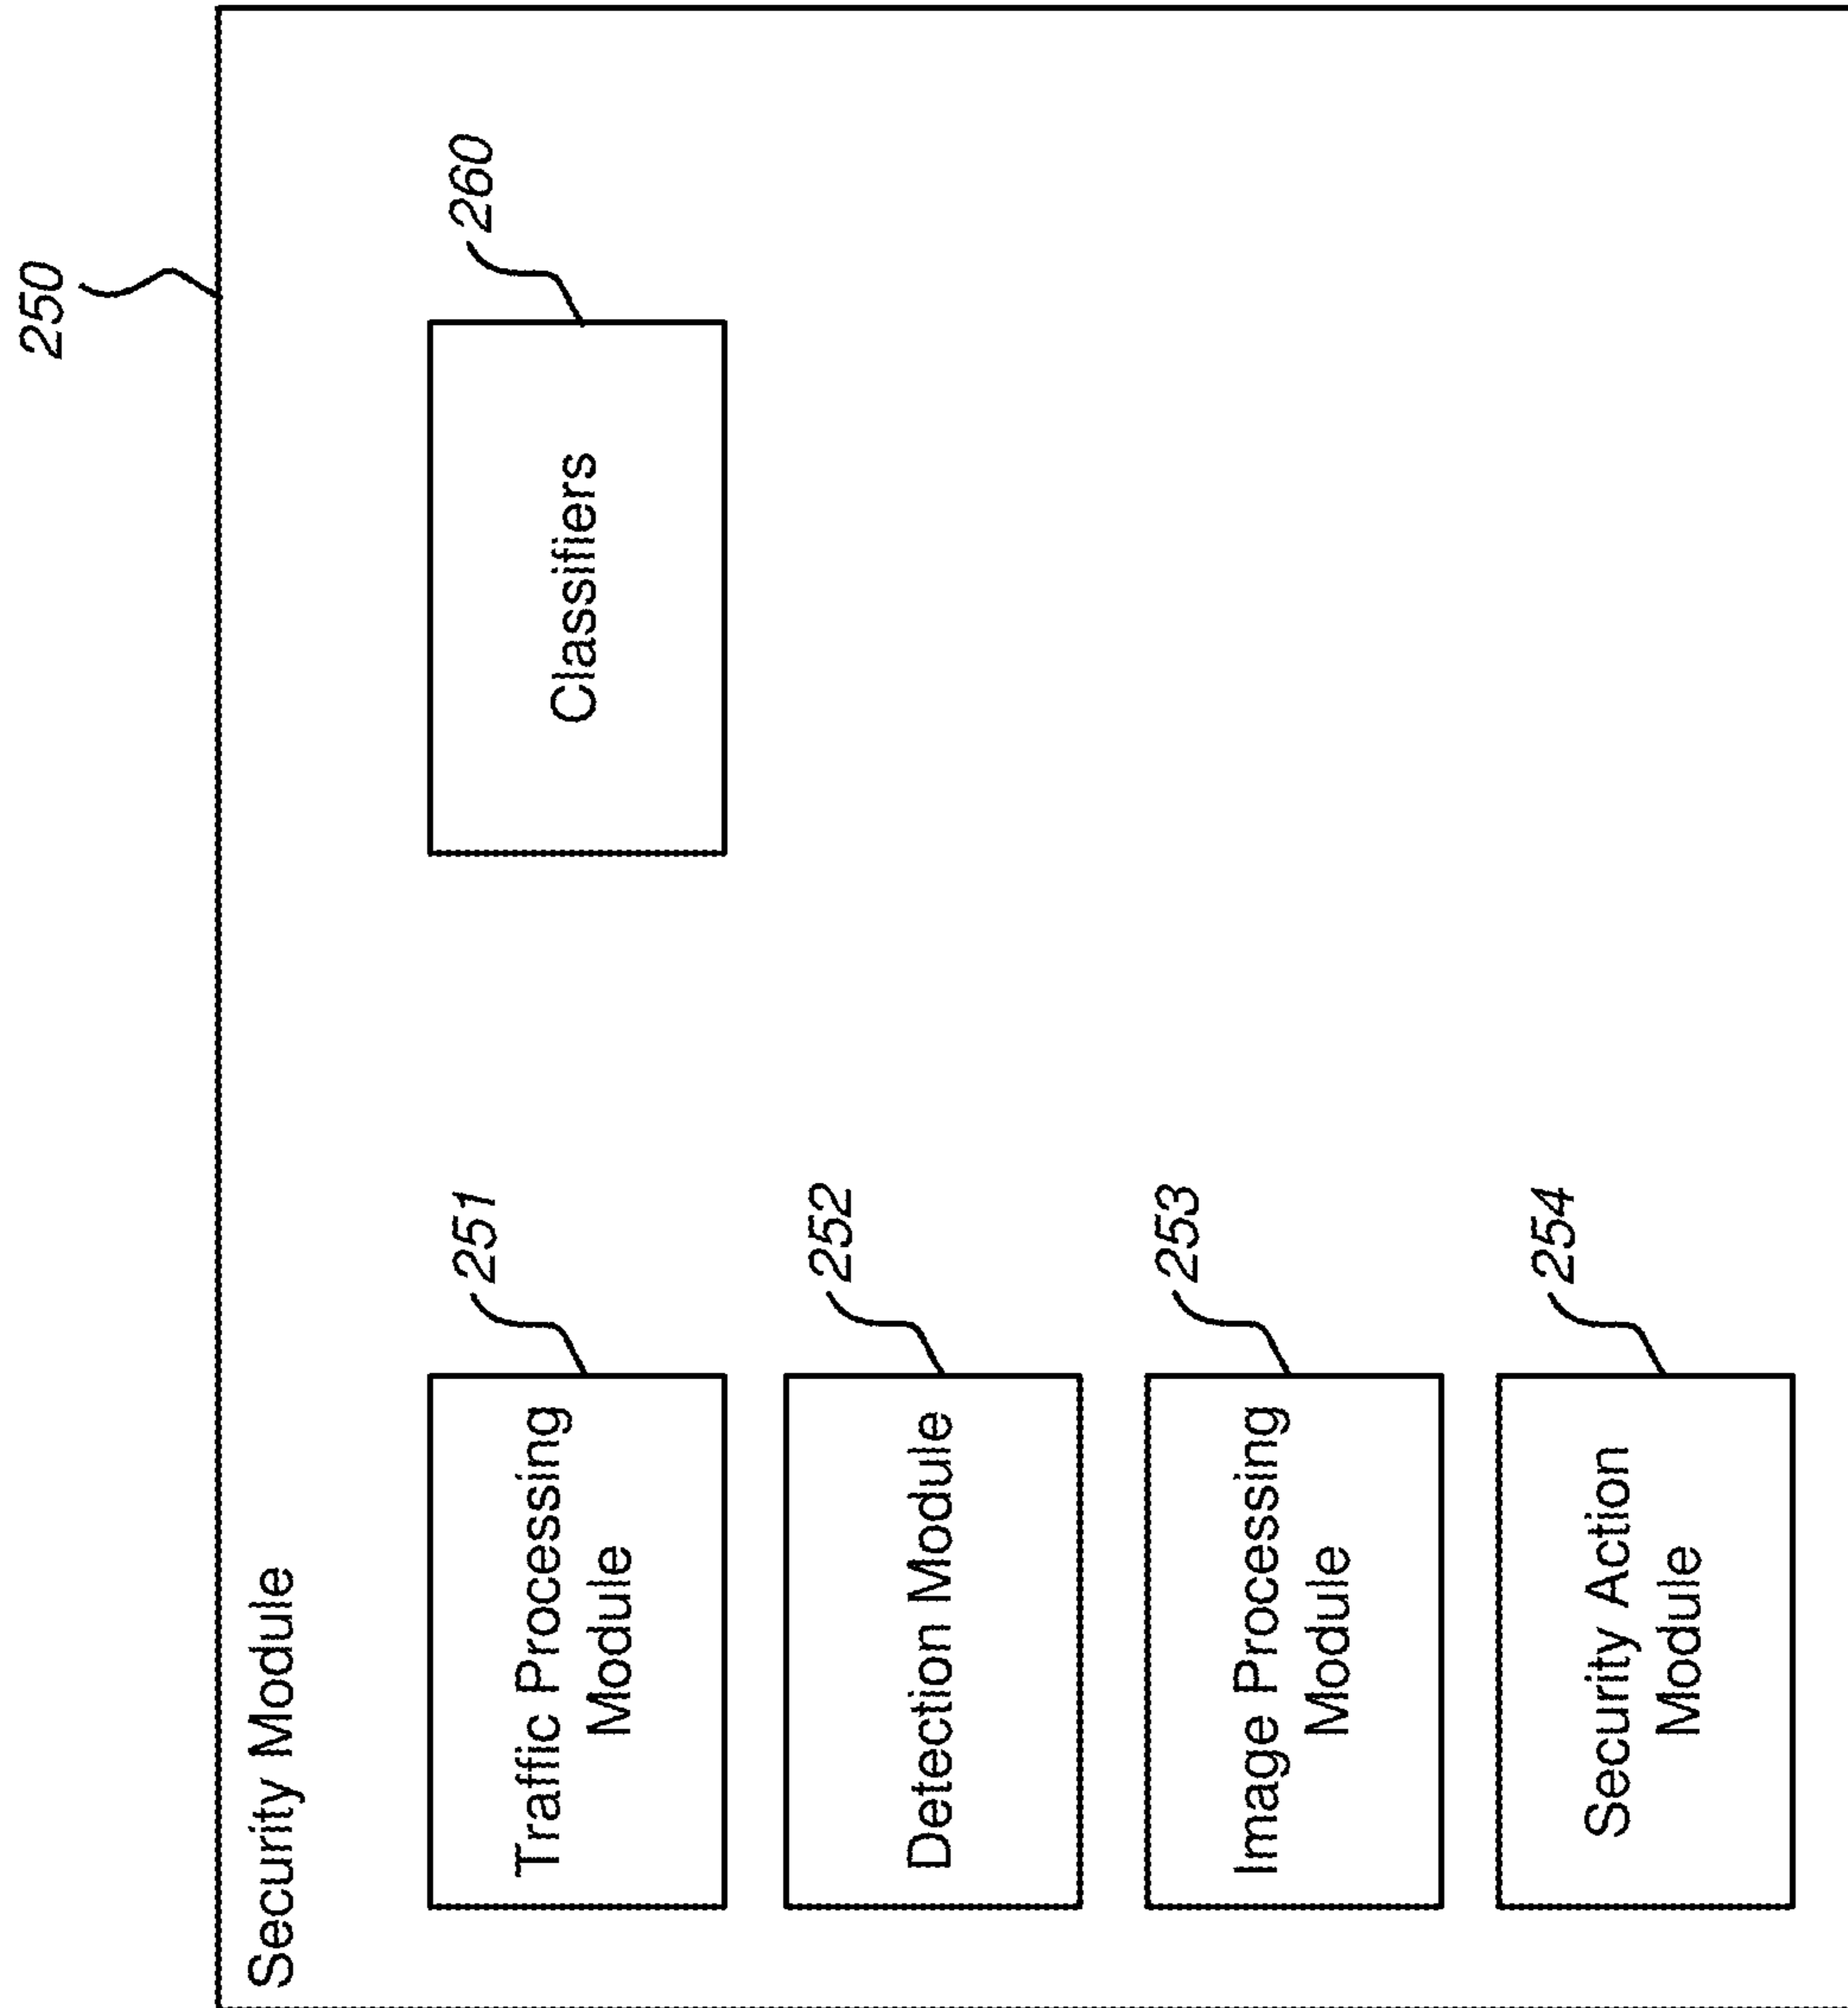 250
Security Module
Traffic Processing
Module
251
Classifiers
260
Detection Module
252
Image Processing
Module
253
Security Action
Module
254